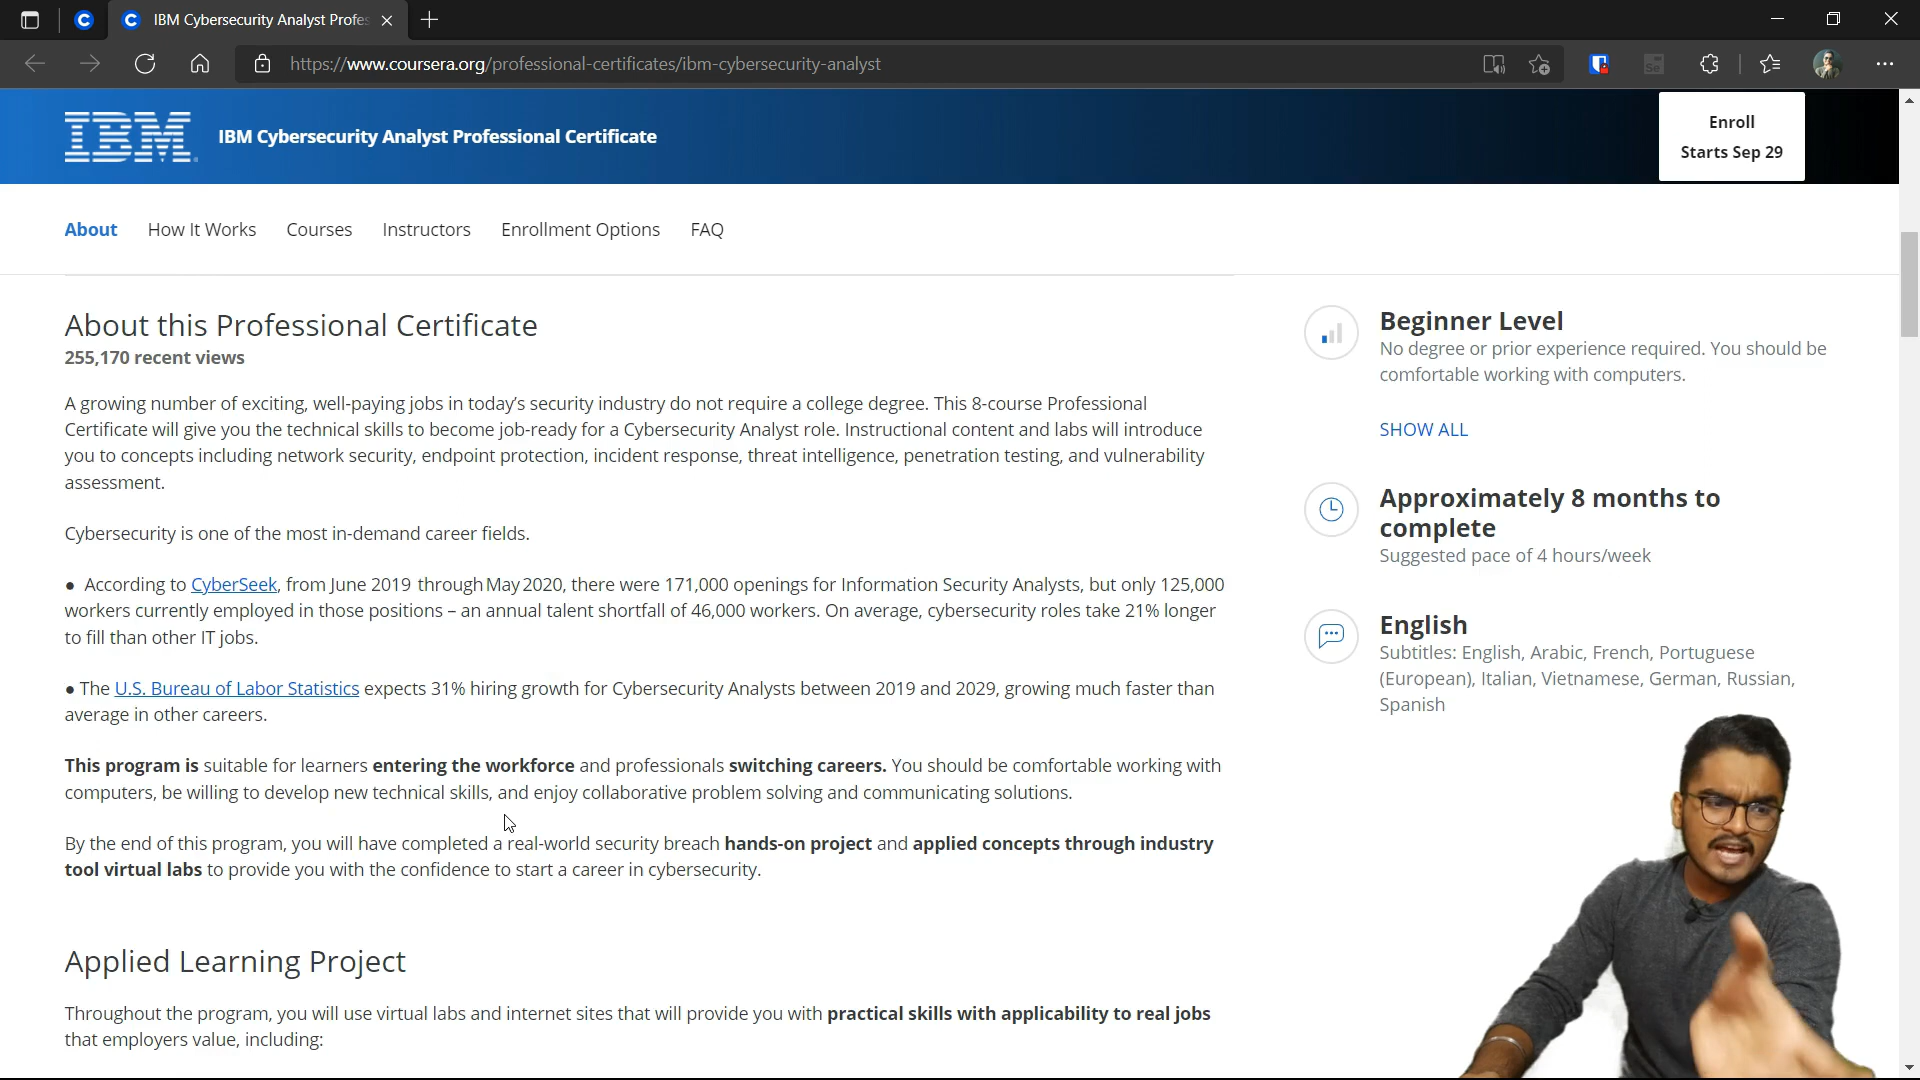 IBM Cybersecurity Analyst Profes
https://www.coursera.org/professional-certificates/ibm-cybersecurity-analyst
IBM
IBM Cybersecurity Analyst Professional Certificate
Enroll
Starts Sep 29
About How It Works Courses Instructors Enrollment Options FAQ
About this Professional Certificate
255,170 recent views
A growing number of exciting, well-paying jobs in today's security industry do not require a college degree. This 8-course Professional
Certificate will give you the technical skills to become job-ready for a Cybersecurity Analyst role. Instructional content and labs will introduce
you to concepts including network security, endpoint protection, incident response, threat intelligence, penetration testing, and vulnerability
assessment.
Cybersecurity is one of the most in-demand career fields.
● According to CyberSeek, from June 2019 through May 2020, there were 171,000 openings for Information Security Analysts, but only 125,000
workers currently employed in those positions – an annual talent shortfall of 46,000 workers. On average, cybersecurity roles take 21% longer
to fill than other IT jobs.
● The U.S. Bureau of Labor Statistics expects 31% hiring growth for Cybersecurity Analysts between 2019 and 2029, growing much faster than
average in other careers.
This program is suitable for learners entering the workforce and professionals switching careers. You should be comfortable working with
computers, be willing to develop new technical skills, and enjoy collaborative problem solving and communicating solutions.
By the end of this program, you will have completed a real-world security breach hands-on project and applied concepts through industry
tool virtual labs to provide you with the confidence to start a career in cybersecurity.
Applied Learning Project
Throughout the program, you will use virtual labs and internet sites that will provide you with practical skills with applicability to real jobs
that employers value, including:
Beginner Level
No degree or prior experience required. You should be
comfortable working with computers.
SHOW ALL
Approximately 8 months to
complete
Suggested pace of 4 hours/week
English
Subtitles: English, Arabic, French, Portuguese
(European), Italian, Vietnamese, German, Russian,
Spanish